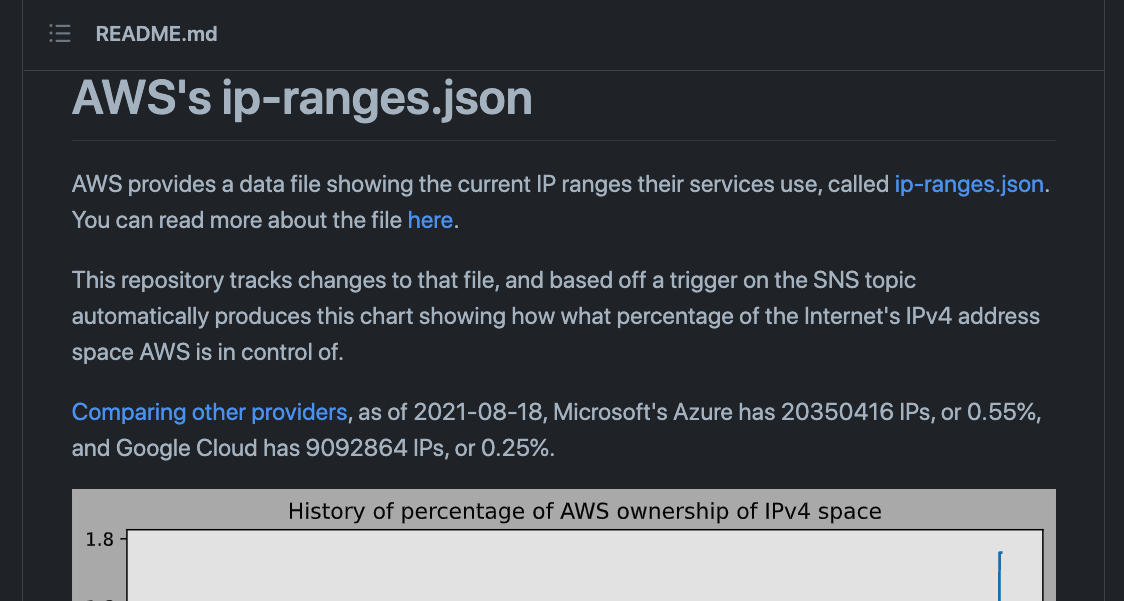 README.md
AWS's ip-ranges.json
AWS provides a data file showing the current IP ranges their services use, called ip-ranges.json.
You can read more about the file here.
This repository tracks changes to that file, and based off a trigger on the SNS topic
automatically produces this chart showing how what percentage of the Internet's IPv4 address
space AWS is in control of.
Comparing other providers, as of 2021-08-18, Microsoft's Azure has 20350416 IPs, or 0.55%,
and Google Cloud has 9092864 IPs, or 0.25%.
History of percentage of AWS ownership of IPv4 space
1.8